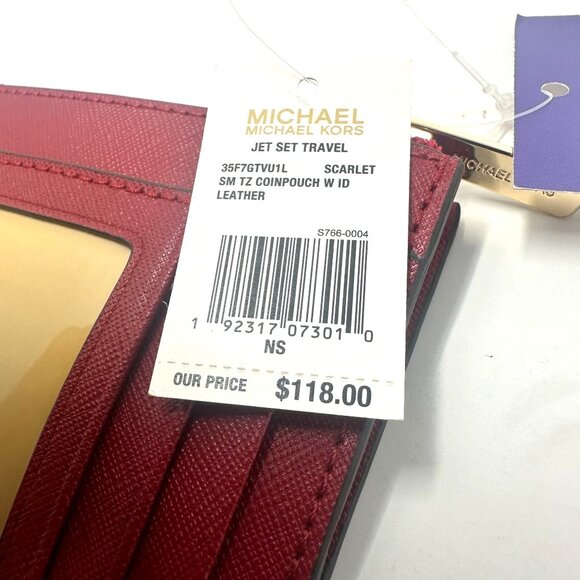 MICHAEL
MICHAEL KORS
JET SET TRAVEL
35F7GTVU1L SCARLET
SM TZ COINPOUCH W ID
LEATHER
S766-0004
1 92317 07301 0
NS
OUR PRICE $118.00
MICHAEL